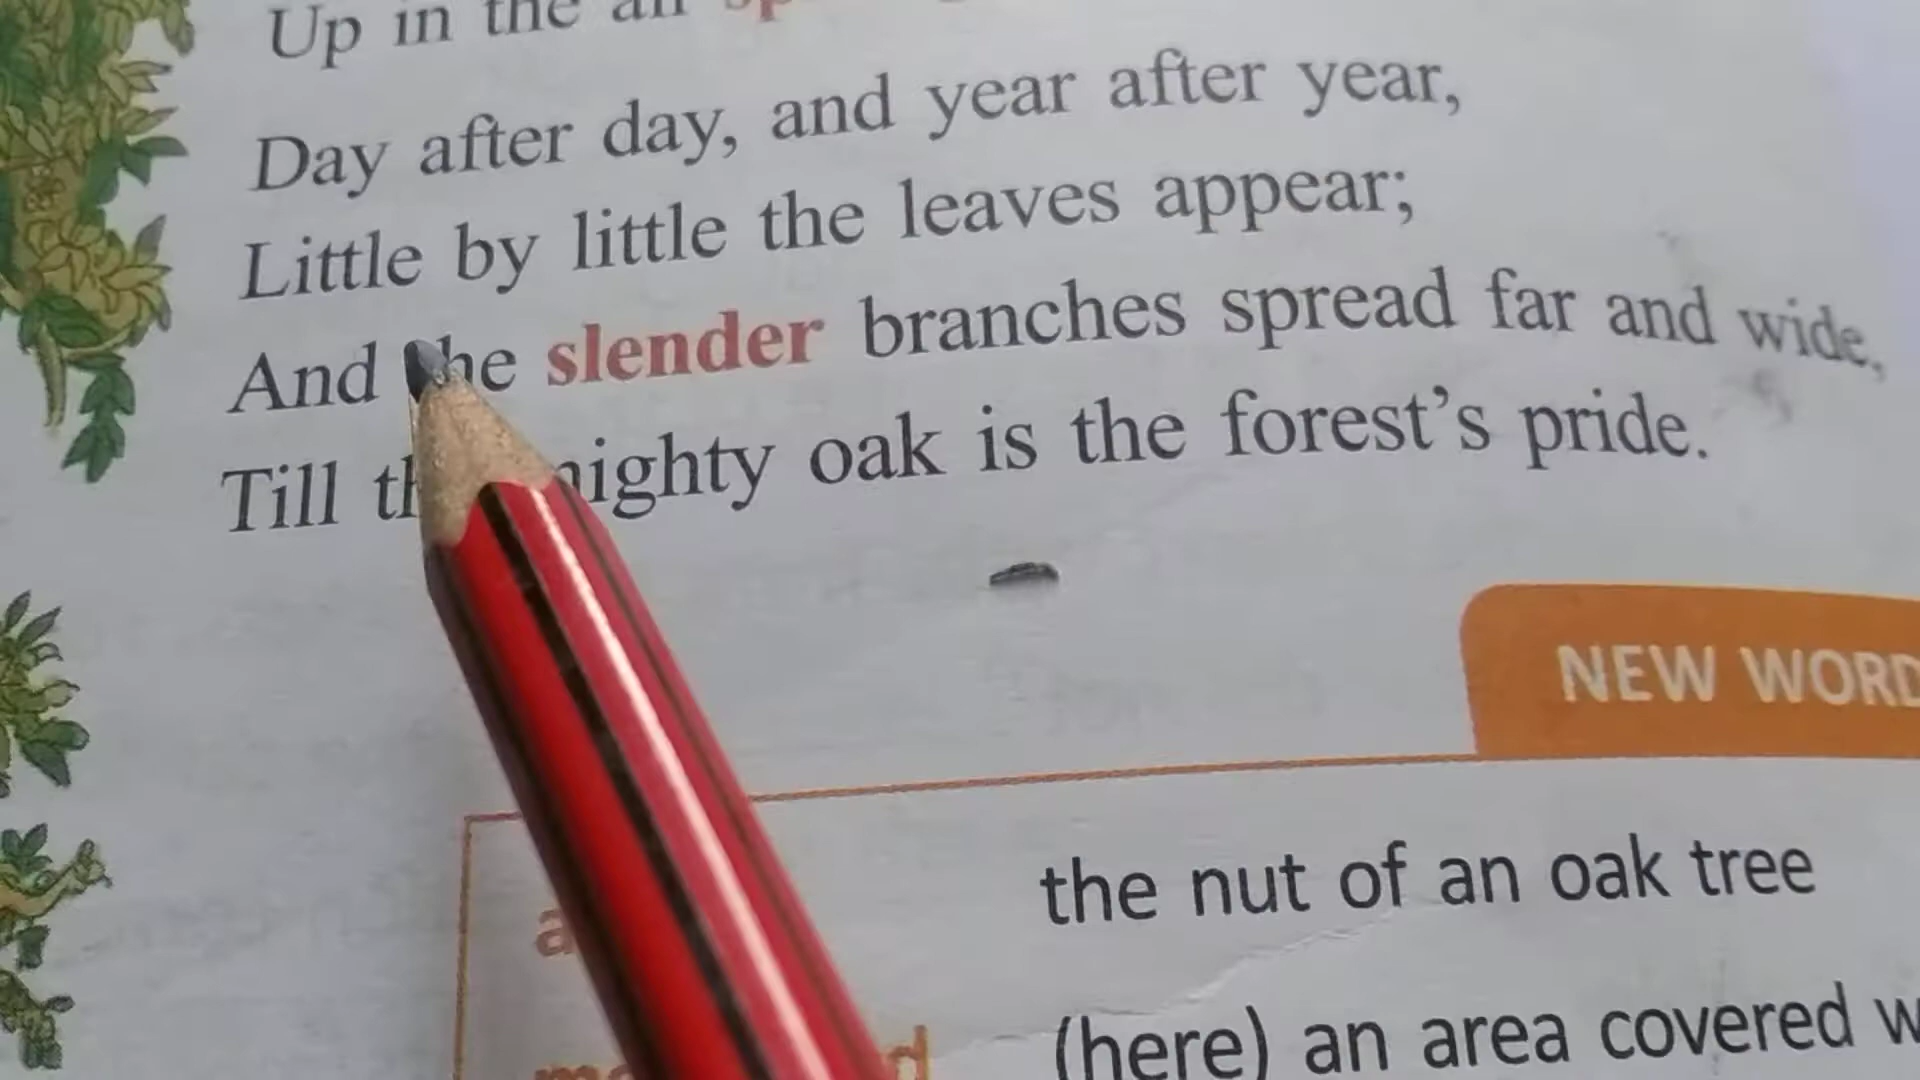 Up in the air
Day after day, and year after year,
Little by little the leaves appear;
And the slender branches spread far and wide,
Till the mighty oak is the forest's pride.
NEW WORD
the nut of an oak tree
(here) an area covered